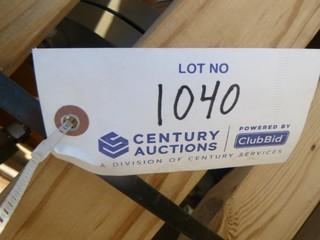 LOT NO
1040
CENTURY AUCTIONS
POWERED BY
ClubBid
A DIVISION OF CENTURY SERVICES